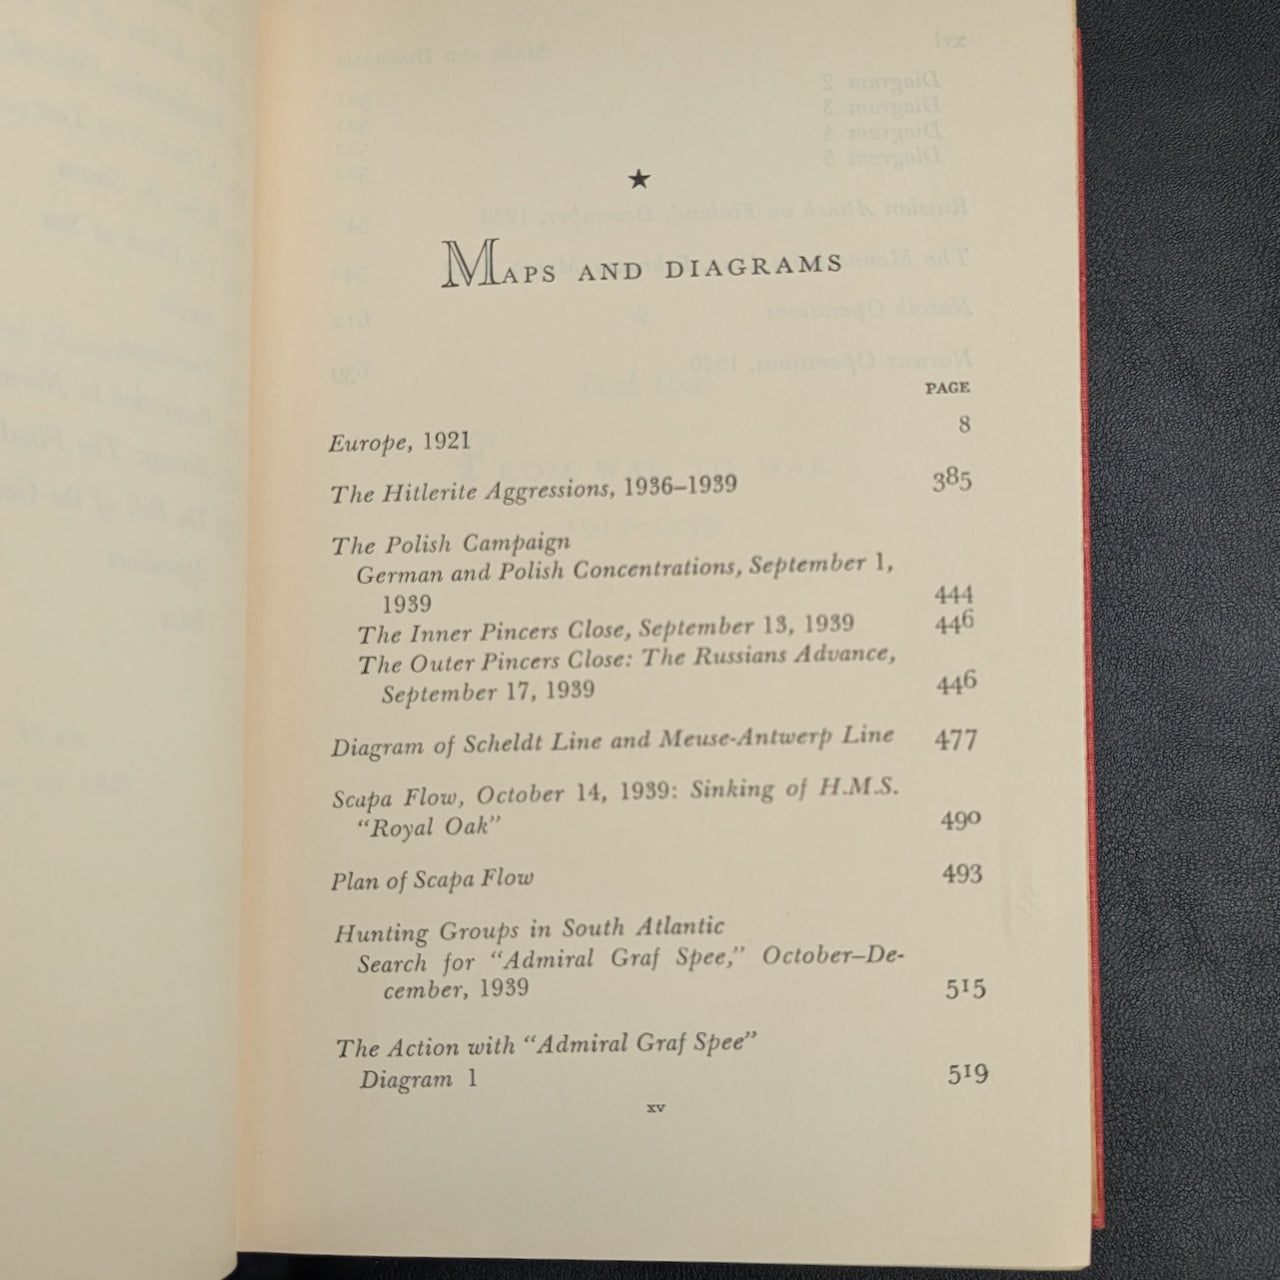 ★
MAPS AND DIAGRAMS
PAGE
Europe, 1921 8
The Hitlerite Aggressions, 1936–1939 385
The Polish Campaign
German and Polish Concentrations, September 1,
1939 444
The Inner Pincers Close, September 13, 1939 446
The Outer Pincers Close: The Russians Advance,
September 17, 1939 446
Diagram of Scheldt Line and Meuse-Antwerp Line 477
Scapa Flow, October 14, 1939: Sinking of H.M.S.
“Royal Oak” 490
Plan of Scapa Flow 493
Hunting Groups in South Atlantic
Search for “Admiral Graf Spee,” October–De-
cember, 1939 515
The Action with “Admiral Graf Spee”
Diagram 1 519
xv